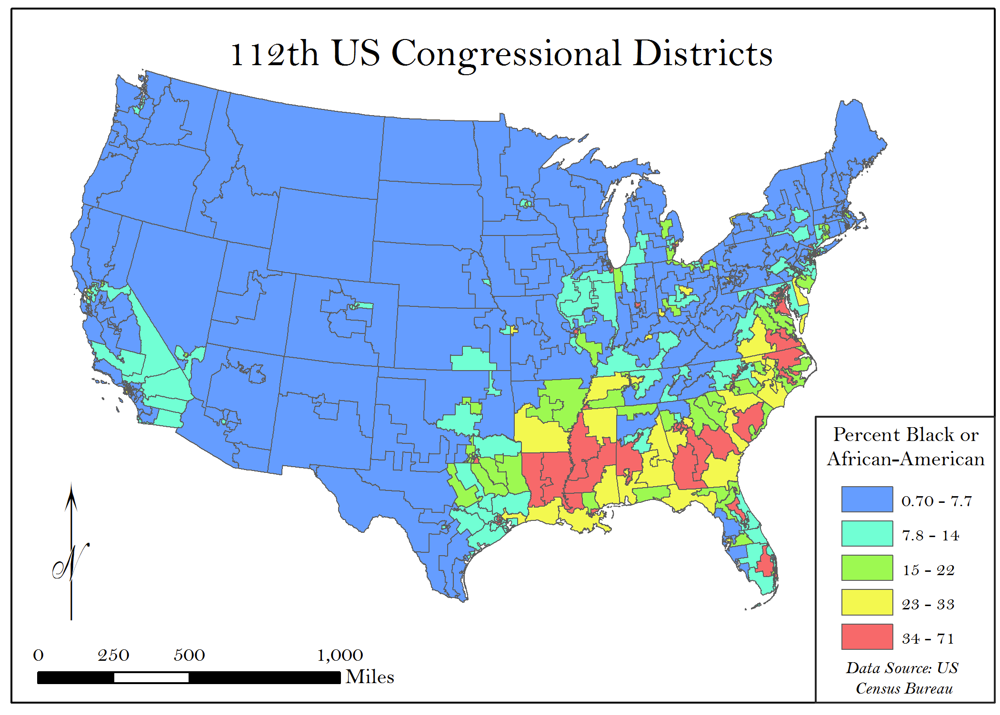 112th US Congressional Districts
Percent Black or
African-American
0.70 - 7.7
7.8 - 14
15 - 22
23 - 33
34 - 71
Data Source: US
Census Bureau
N
0 250 500 1,000
Miles